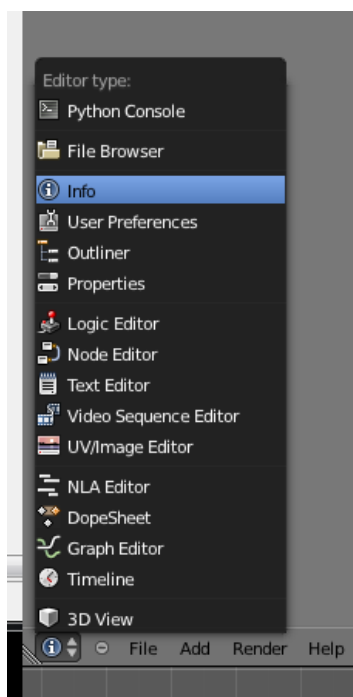 Editor type:
Python Console
File Browser
Info
User Preferences
Outliner
Properties
Logic Editor
Node Editor
Text Editor
Video Sequence Editor
UV/Image Editor
NLA Editor
DopeSheet
Graph Editor
Timeline
3D View
File Add Render Help